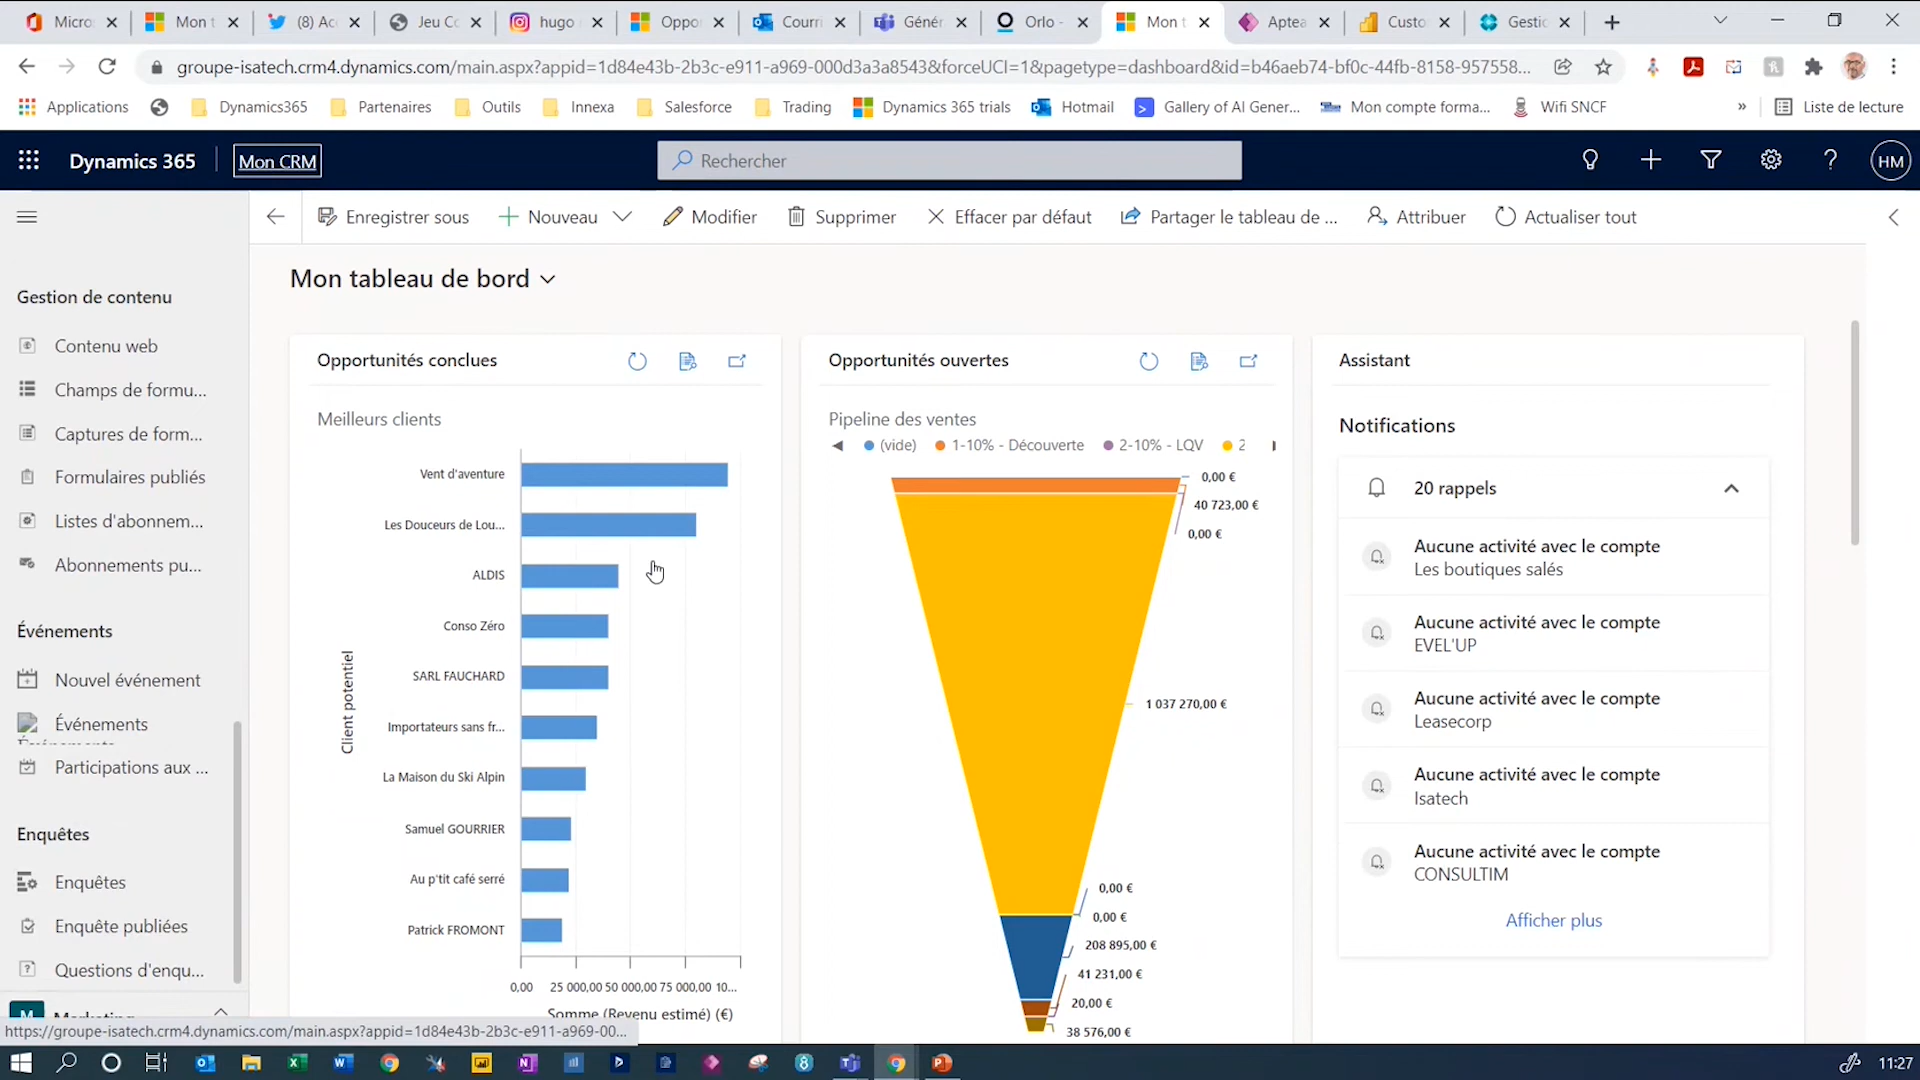 Micro:
Mon t
(8) Acc
Jeu Co
hugo
Oppo
Courri
Génér
Orlo -
Mon t
Aptea
Custo
Gestic
groupe-isatech.crm4.dynamics.com/main.aspx?appid=1d84e43b-2b3c-e911-a969-000d3a3a8543&forceUCI=1&pagetype=dashboard&id=b46aeb74-bf0c-44fb-8158-957558...
Applications
Dynamics365
Partenaires
Outils
Innexa
Salesforce
Trading
Dynamics 365 trials
Hotmail
Gallery of AI Gener...
Mon compte forma...
Wifi SNCF
»
Liste de lecture
Dynamics 365
Mon CRM
Rechercher
HM
Enregistrer sous
Nouveau
Modifier
Supprimer
Effacer par défaut
Partager le tableau de ...
Attribuer
Actualiser tout
Gestion de contenu
Contenu web
Champs de formu...
Captures de form...
Formulaires publiés
Listes d'abonnem...
Abonnements pu...
Événements
Nouvel événement
Événements
Participations aux ...
Enquêtes
Enquêtes
Enquête publiées
Questions d'enqu...
M
Marketing
Mon tableau de bord
Opportunités conclues
Meilleurs clients
Client potentiel
Vent d'aventure
Les Douceurs de Lou...
ALDIS
Conso Zéro
SARL FAUCHARD
Importateurs sans fr...
La Maison du Ski Alpin
Samuel GOURRIER
Au p'tit café serré
Patrick FROMONT
0,00 25 000,00 50 000,00 75 000,00 10...
Somme (Revenu estimé) (€)
Opportunités ouvertes
Pipeline des ventes
(vide)
1-10% - Découverte
2-10% - LQV
2
0,00 €
40 723,00 €
0,00 €
1 037 270,00 €
0,00 €
0,00 €
208 895,00 €
41 231,00 €
20,00 €
38 576,00 €
Assistant
Notifications
20 rappels
Aucune activité avec le compte
Les boutiques salés
Aucune activité avec le compte
EVEL'UP
Aucune activité avec le compte
Leasecorp
Aucune activité avec le compte
Isatech
Aucune activité avec le compte
CONSULTIM
Afficher plus
https://groupe-isatech.crm4.dynamics.com/main.aspx?appid=1d84e43b-2b3c-e911-a969-00...
11:27